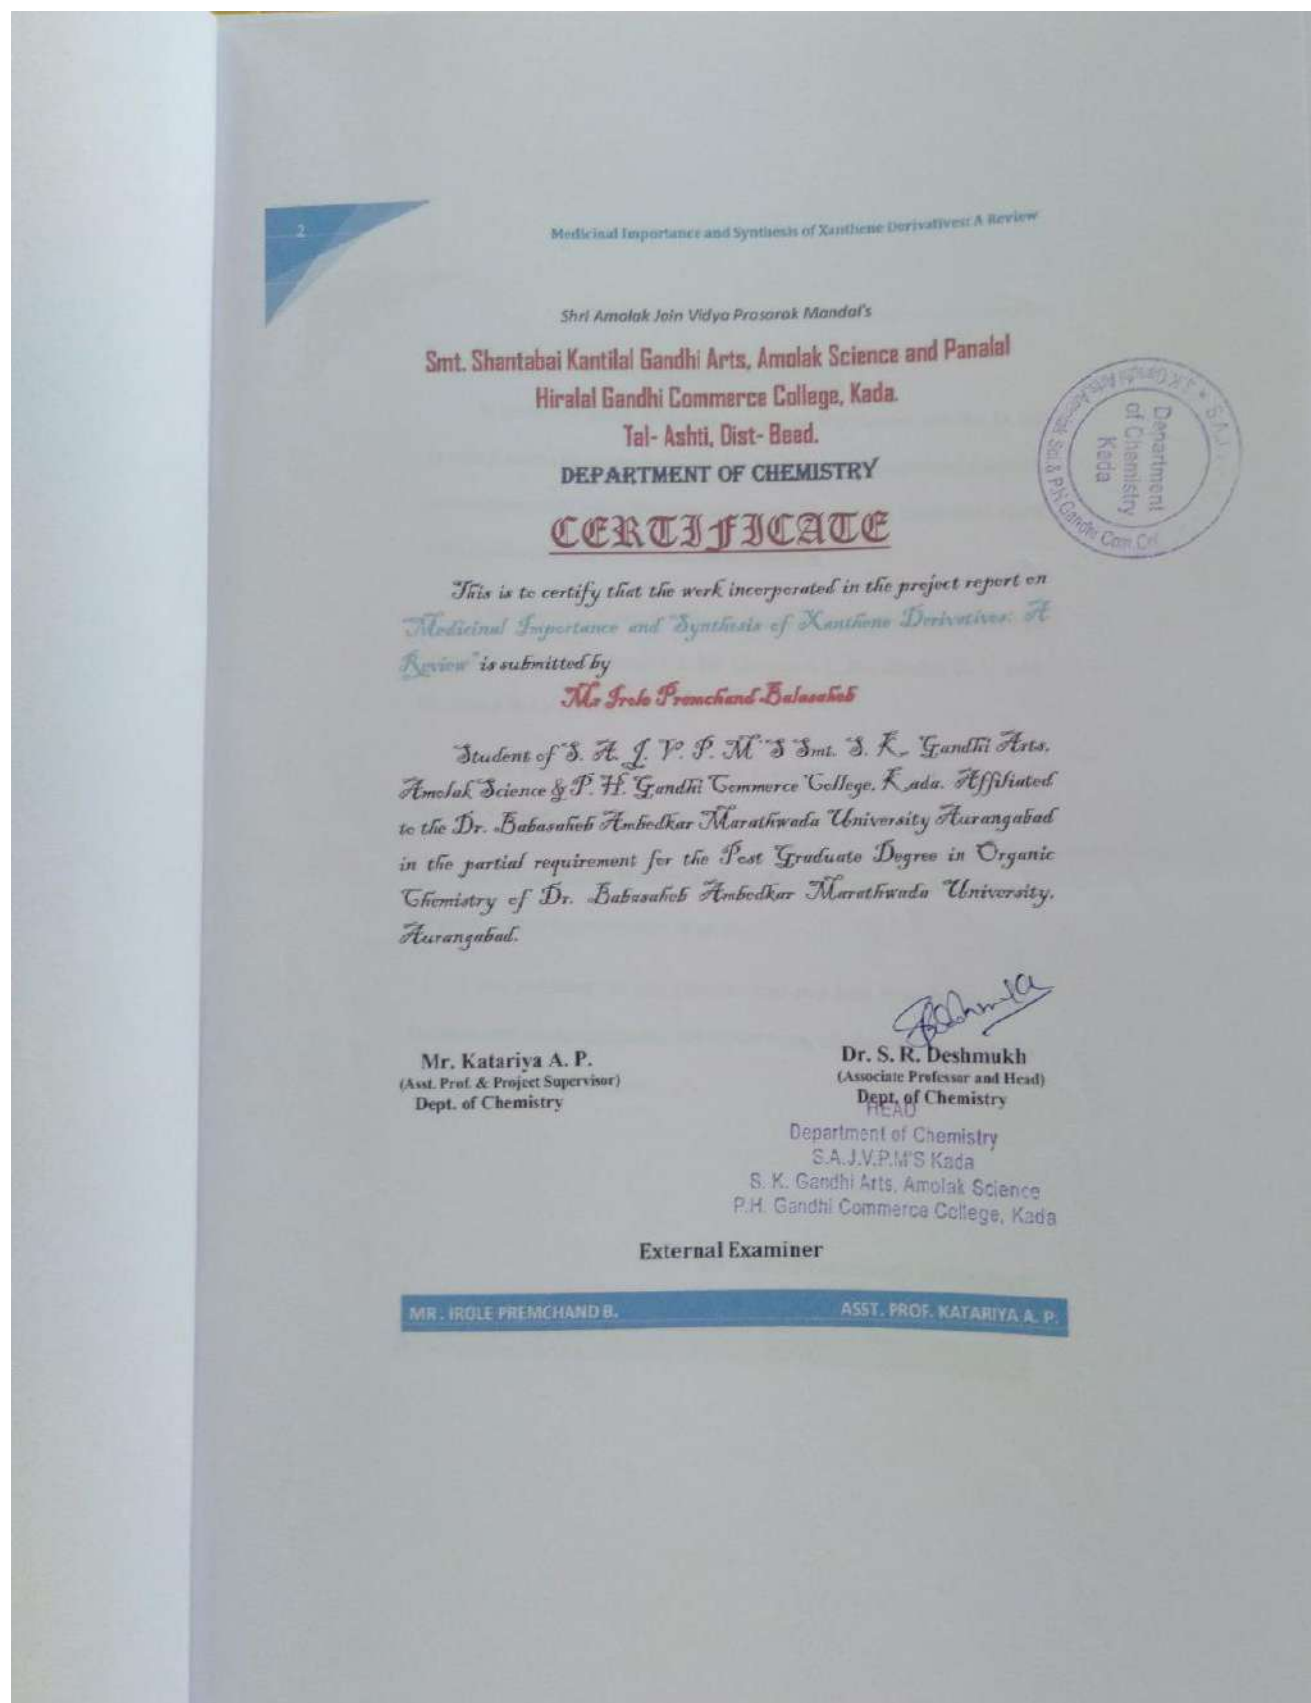 2
Medicinal Importance and Synthesis of Xanthene Derivatives: A Review
Shri Amolak Jain Vidya Prasarak Mandal's
Smt. Shantabai Kantilal Gandhi Arts, Amolak Science and Panalal
Hiralal Gandhi Commerce College, Kada.
Tal- Ashti, Dist- Beed.
DEPARTMENT OF CHEMISTRY
CERTIFICATE
Department
of Chemistry
Kada
This is to certify that the work incorporated in the project report on
"Medicinal Importance and Synthesis of Xanthene Derivatives: A
Review" is submitted by
Mr Irole Premchand Balasaheb
Student of S. A. J. V. P. M'S Smt. S. K. Gandhi Arts,
Amolak Science & P. H. Gandhi Commerce College, Kada. Affiliated
to the Dr. Babasaheb Ambedkar Marathwada University Aurangabad
in the partial requirement for the Post Graduate Degree in Organic
Chemistry of Dr. Babasaheb Ambedkar Marathwada University,
Aurangabad.
Mr. Katariya A. P.
(Asst. Prof. & Project Supervisor)
Dept. of Chemistry
Dr. S. R. Deshmukh
(Associate Professor and Head)
Dept. of Chemistry
HEAD
Department of Chemistry
S.A.J.V.P.M'S Kada
S. K. Gandhi Arts, Amolak Science
P.H. Gandhi Commerce College, Kada
External Examiner
MR. IROLE PREMCHAND B. ASST. PROF. KATARIYA A. P.